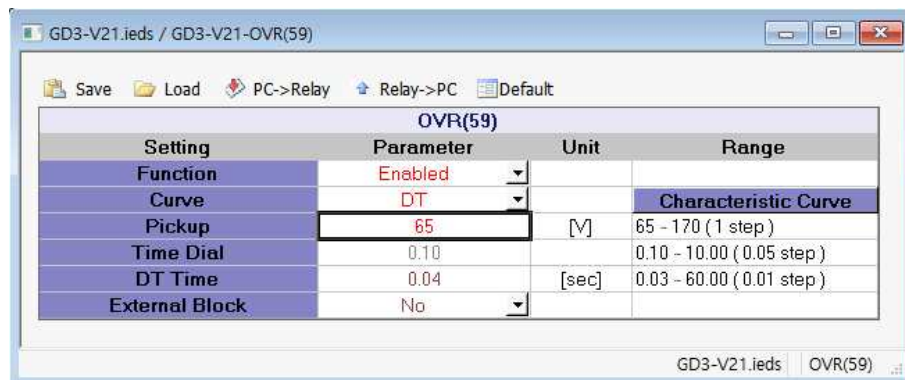 GD3-V21.ieds / GD3-V21-OVR(59)
Save Load PC->Relay Relay->PC Default
OVR(59)
Setting Parameter Unit Range
Function Enabled
Curve DT Characteristic Curve
Pickup 65 [V] 65 - 170 ( 1 step )
Time Dial 0.10 0.10 - 10.00 ( 0.05 step )
DT Time 0.04 [sec] 0.03 - 60.00 ( 0.01 step )
External Block No
GD3-V21.ieds OVR(59)